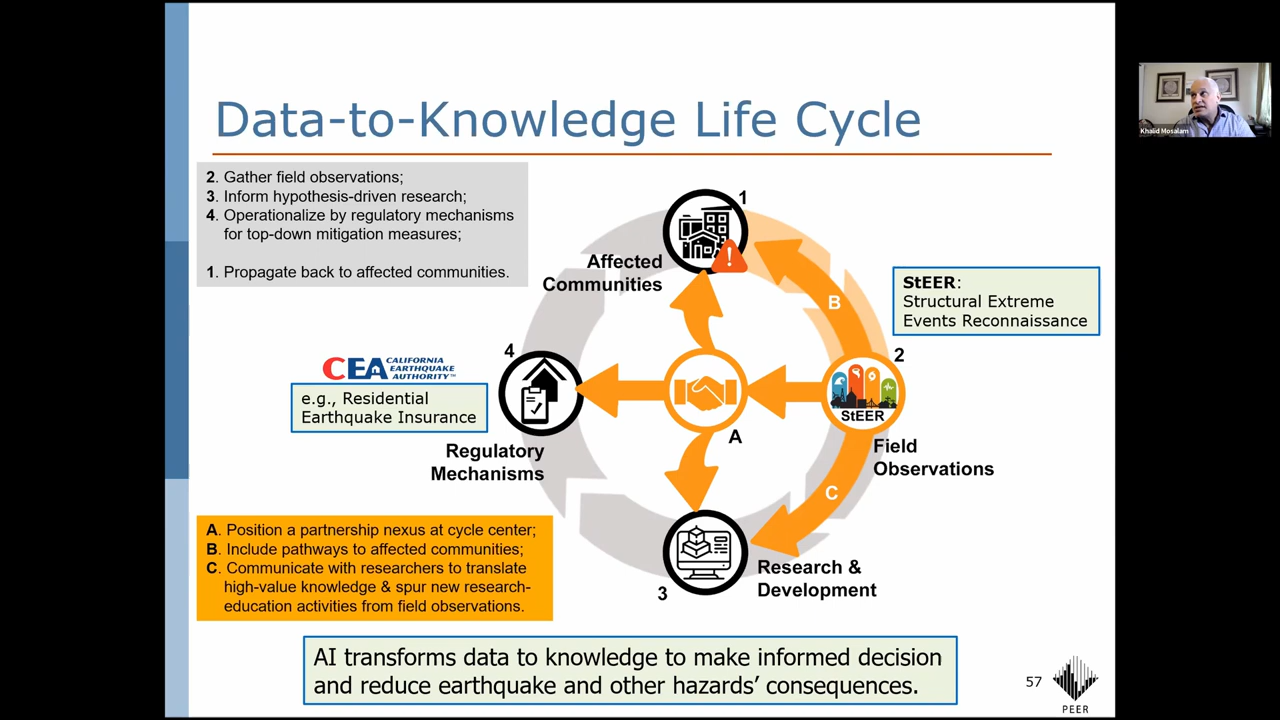 Data-to-Knowledge Life Cycle
Khalid Mosalam
2. Gather field observations;
3. Inform hypothesis-driven research;
4. Operationalize by regulatory mechanisms
for top-down mitigation measures;
1. Propagate back to affected communities.
1
Affected
Communities
B
StEER:
Structural Extreme
Events Reconnaissance
4
2
CEA CALIFORNIA
EARTHQUAKE
AUTHORITY™
e.g., Residential
Earthquake Insurance
StEER
A
Regulatory
Mechanisms
Field
Observations
C
A. Position a partnership nexus at cycle center;
B. Include pathways to affected communities;
C. Communicate with researchers to translate
high-value knowledge & spur new research-
education activities from field observations.
3
Research &
Development
AI transforms data to knowledge to make informed decision
and reduce earthquake and other hazards’ consequences.
57
PEER